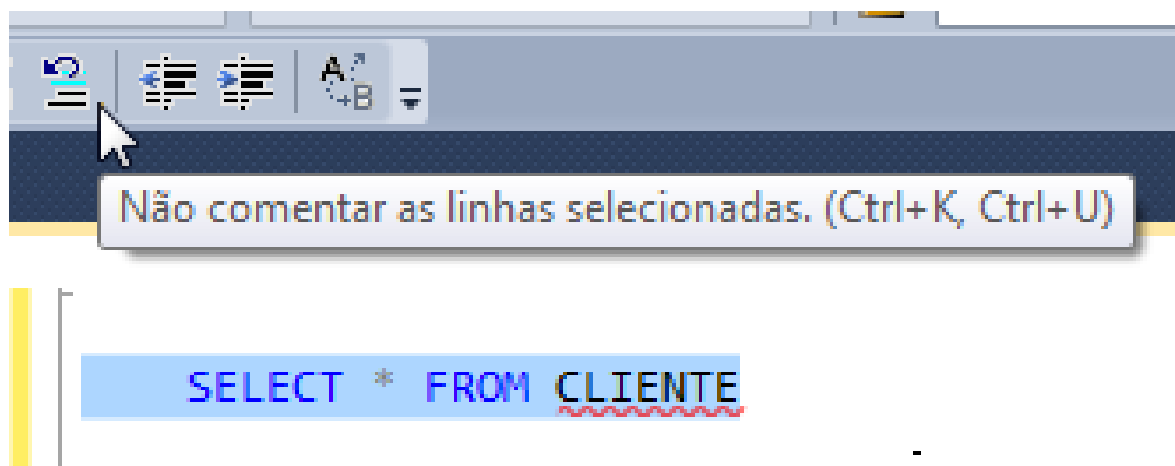 A
B
Não comentar as linhas selecionadas. (Ctrl+K, Ctrl+U)
SELECT * FROM CLIENTE